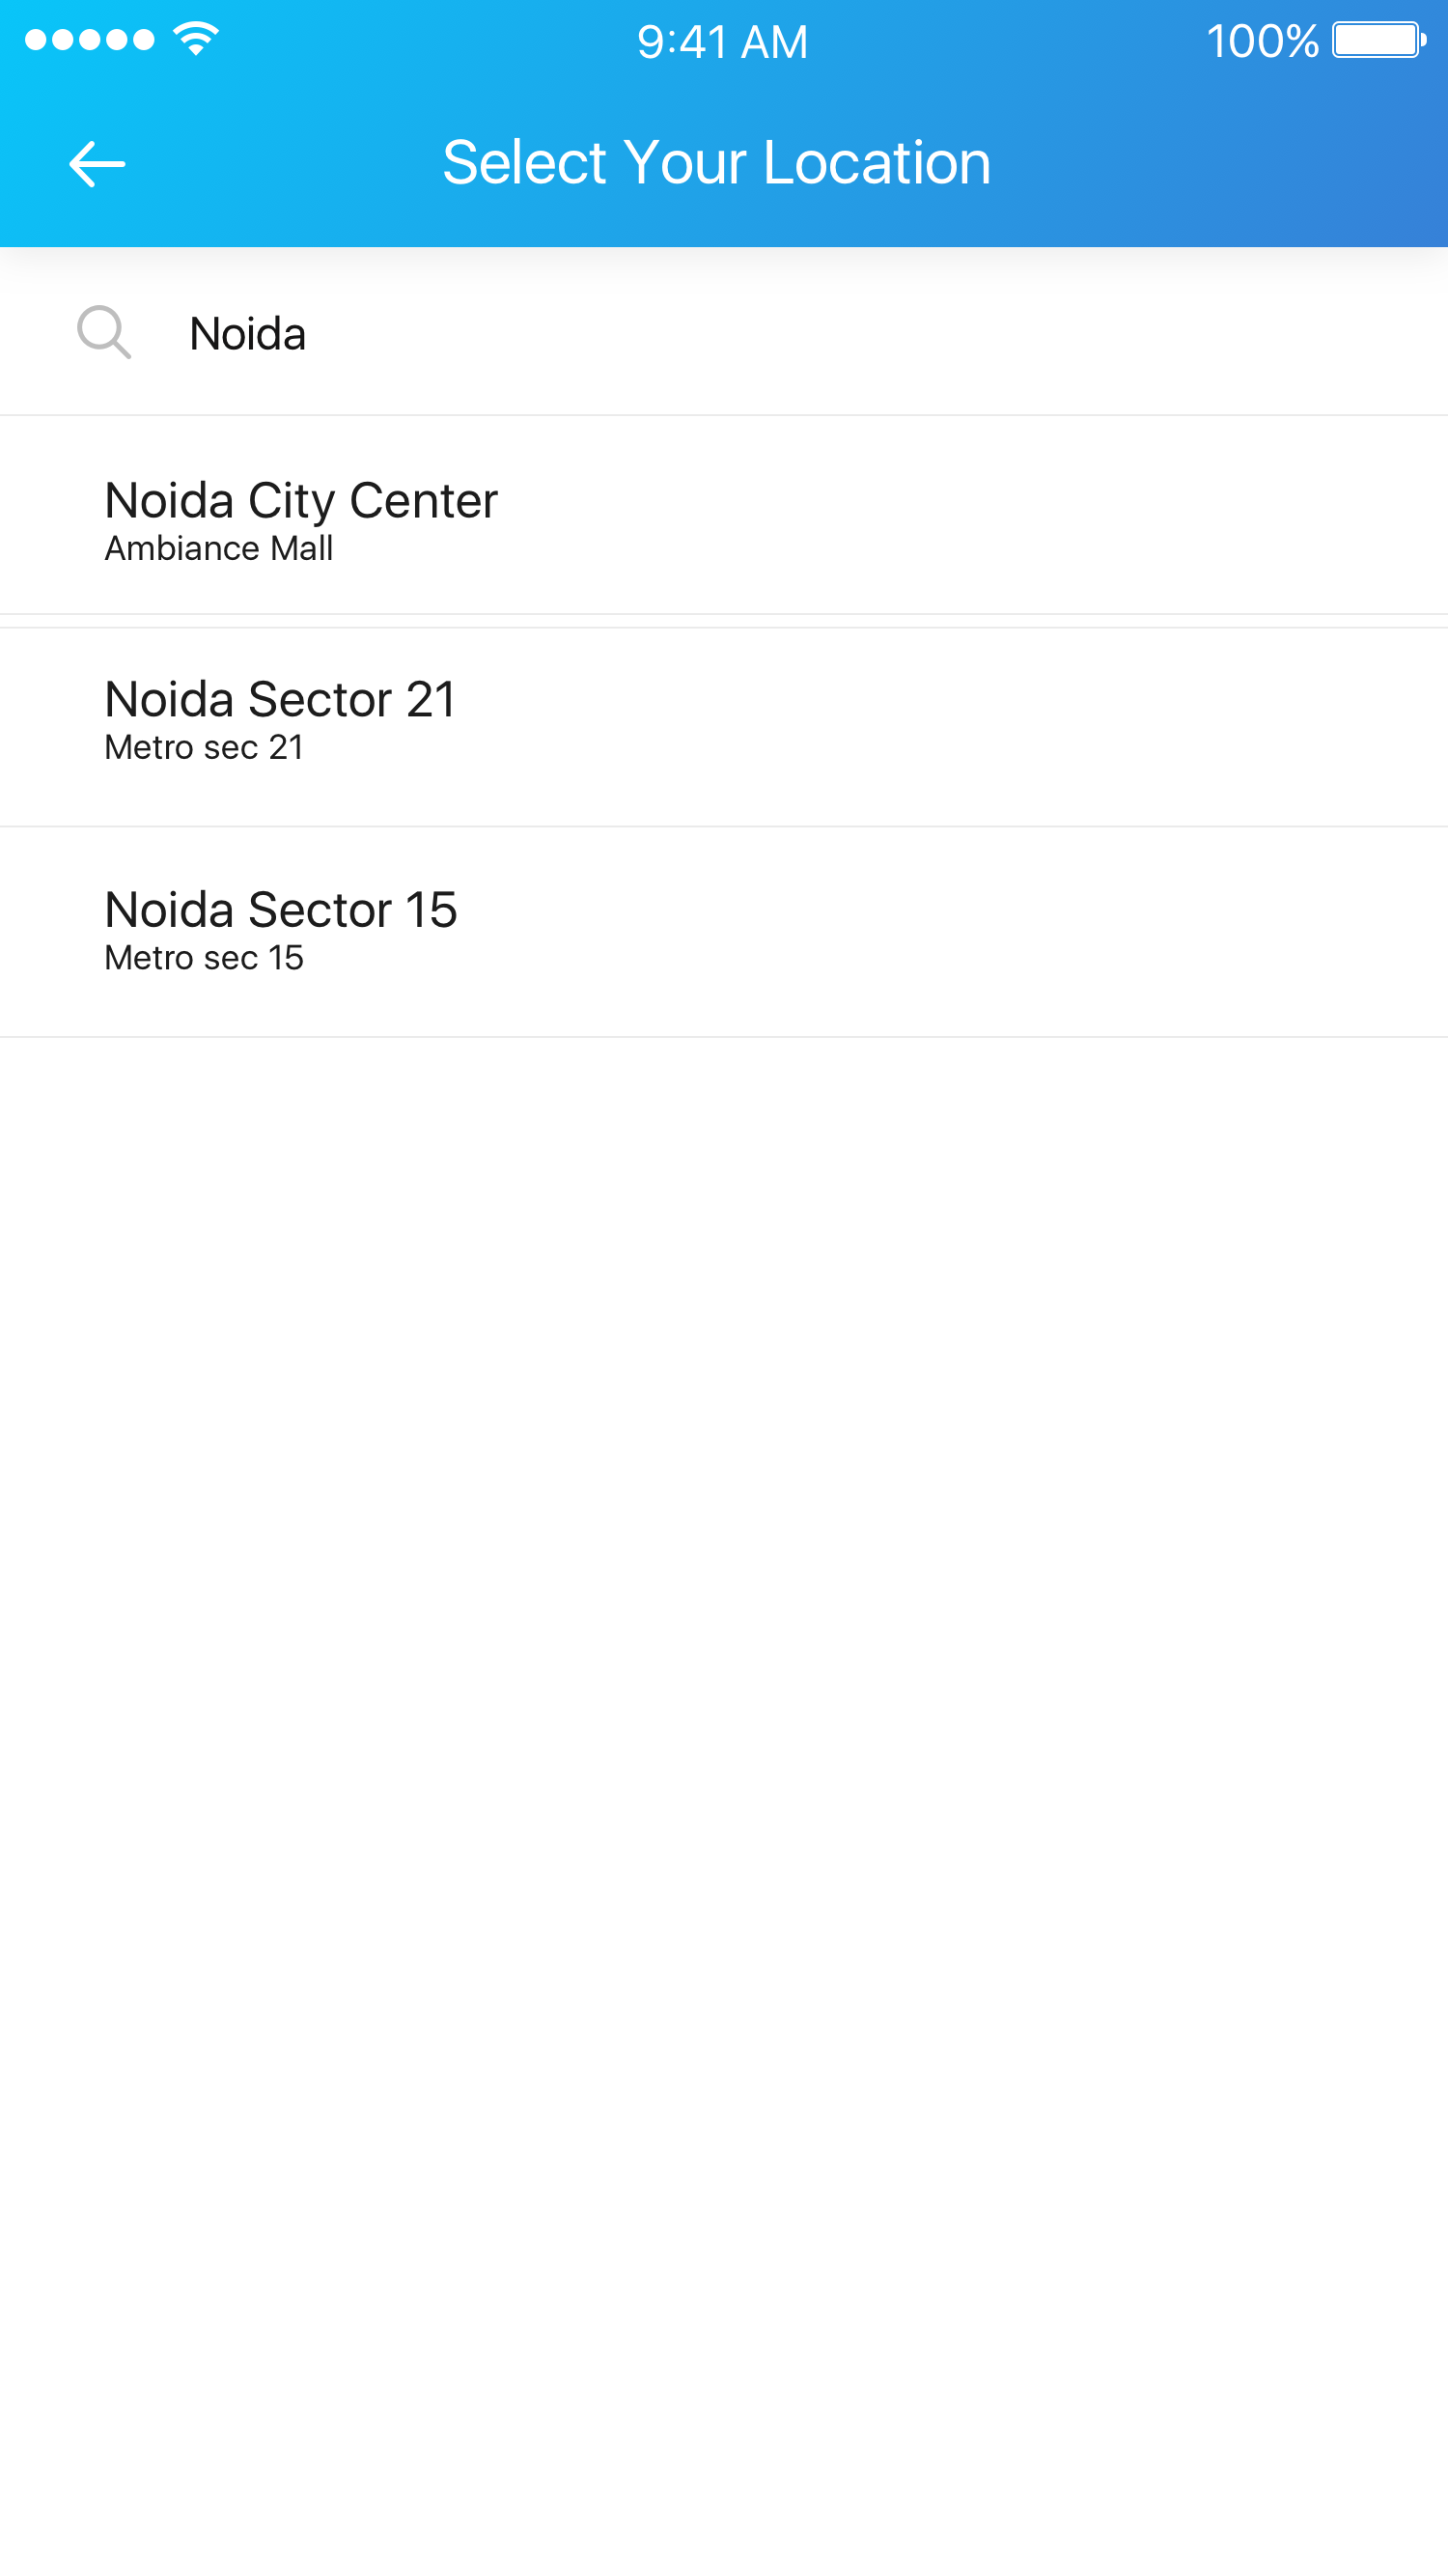 9:41 AM 100%
Select Your Location
Noida
Noida City Center
Ambiance Mall
Noida Sector 21
Metro sec 21
Noida Sector 15
Metro sec 15